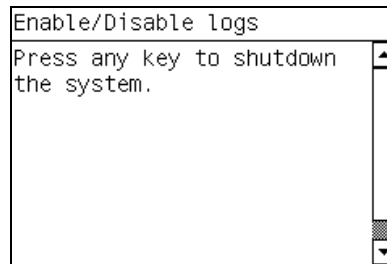 Enable/Disable logs
Press any key to shutdown
the system.